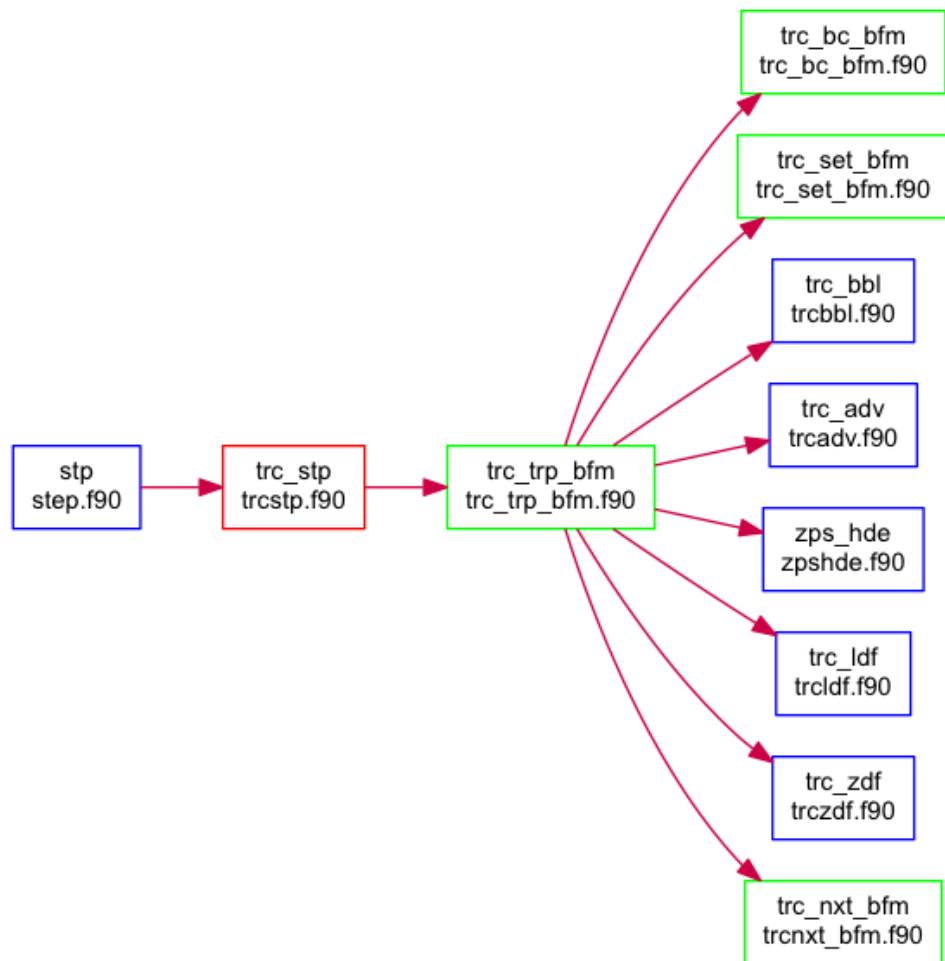 trc_bc_bfm
trc_bc_bfm.f90
trc_set_bfm
trc_set_bfm.f90
trc_bbl
trcbbl.f90
trc_adv
trcadv.f90
stp
step.f90
trc_stp
trcstp.f90
trc_trp_bfm
trc_trp_bfm.f90
zps_hde
zpshde.f90
trc_ldf
trcldf.f90
trc_zdf
trczdf.f90
trc_nxt_bfm
trcnxt_bfm.f90